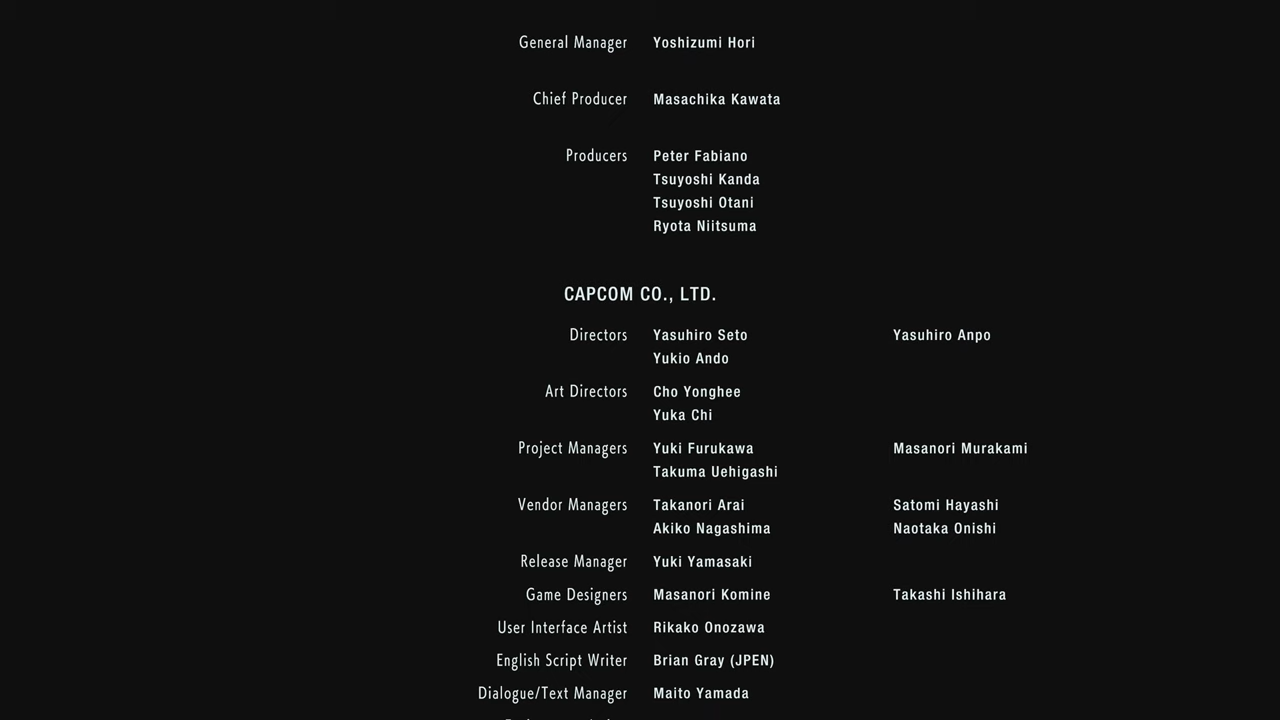 General Manager Yoshizumi Hori
Chief Producer Masachika Kawata
Producers Peter Fabiano
Tsuyoshi Kanda
Tsuyoshi Otani
Ryota Niitsuma
CAPCOM CO., LTD.
Directors Yasuhiro Seto Yasuhiro Anpo
Yukio Ando
Art Directors Cho Yonghee
Yuka Chi
Project Managers Yuki Furukawa Masanori Murakami
Takuma Uehigashi
Vendor Managers Takanori Arai Satomi Hayashi
Akiko Nagashima Naotaka Onishi
Release Manager Yuki Yamasaki
Game Designers Masanori Komine Takashi Ishihara
User Interface Artist Rikako Onozawa
English Script Writer Brian Gray (JPEN)
Dialogue/Text Manager Maito Yamada